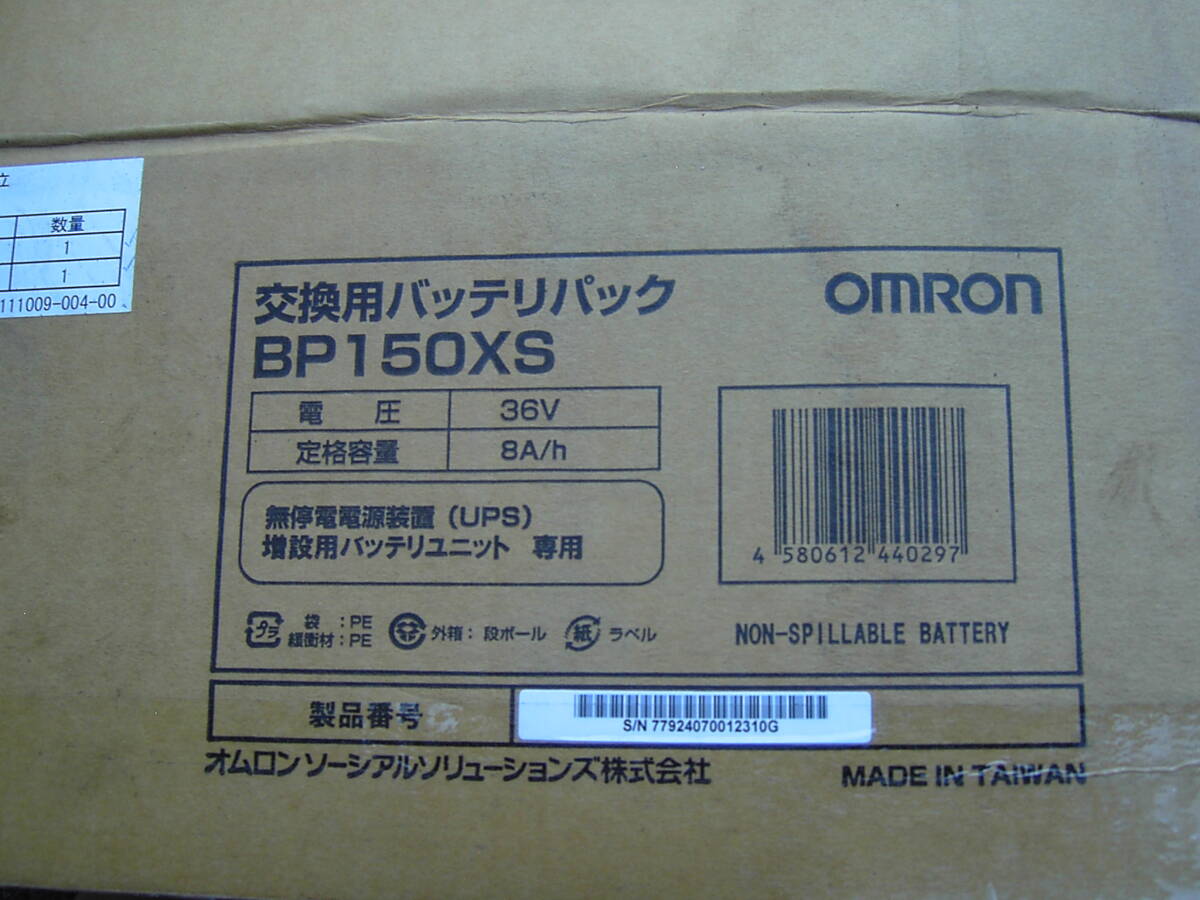 立
数量
1
1
111009-004-00
交換用バッテリパック
OMRON
BP150XS
電　圧 36V
定格容量 8A/h
無停電電源装置（UPS）
増設用バッテリユニット　専用
4 580612 440297
プラ
袋　：PE
緩衝材：PE
外箱：段ボール
紙
ラベル
NON-SPILLABLE BATTERY
製品番号
S/N 77924070012310G
オムロン ソーシアルソリューションズ株式会社
MADE IN TAIWAN